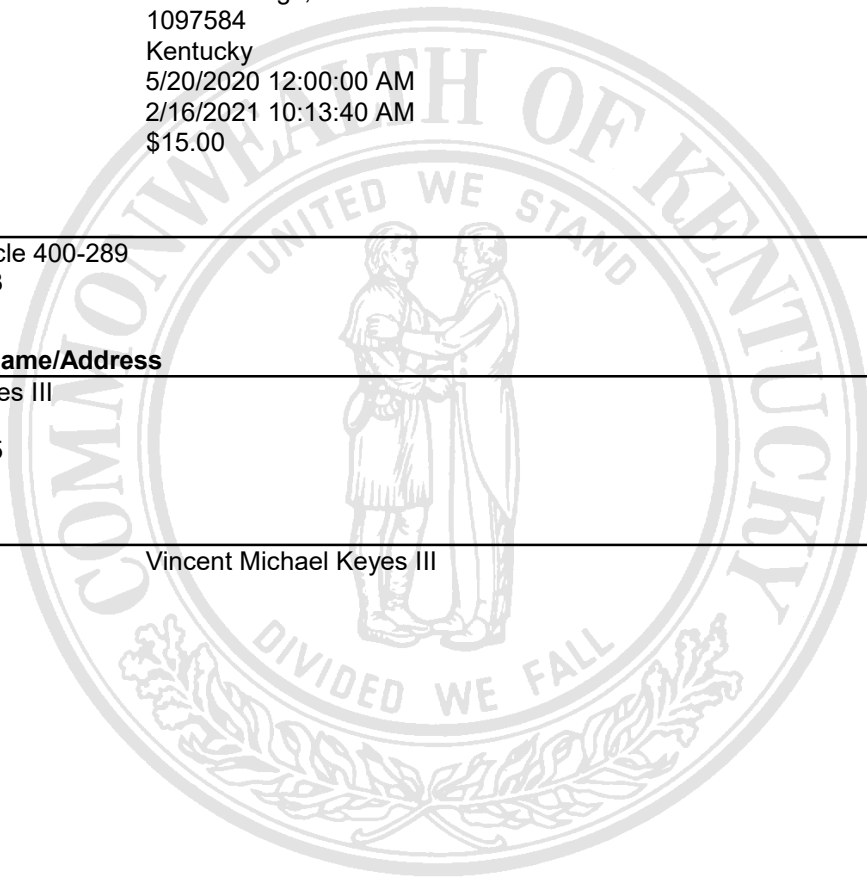 1097584
Kentucky
5/20/2020 12:00:00 AM
2/16/2021 10:13:40 AM
$15.00
COMMONWEALTH OF KENTUCKY
UNITED WE STAND
cle 400-289
ame/Address
es III
Vincent Michael Keyes III
DIVIDED WE FALL